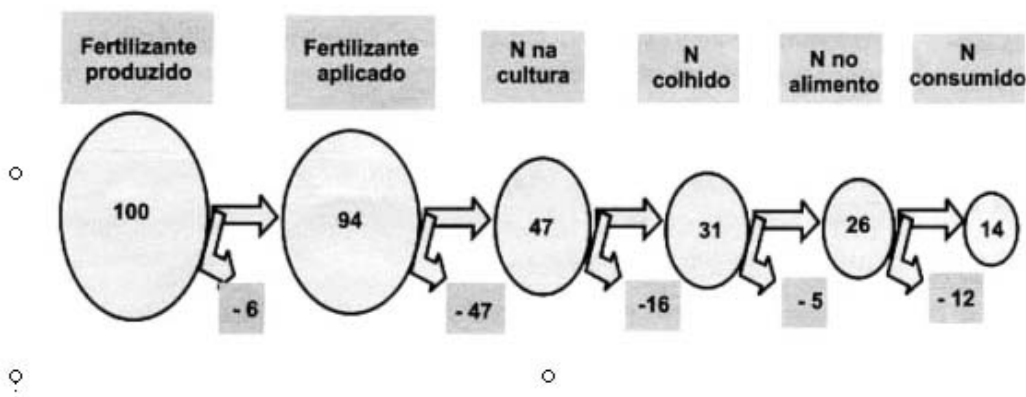 Fertilizante
produzido
Fertilizante
aplicado
N na
cultura
N
colhido
N no
alimento
N
consumido
100
94
47
31
26
14
- 6
- 47
-16
- 5
- 12